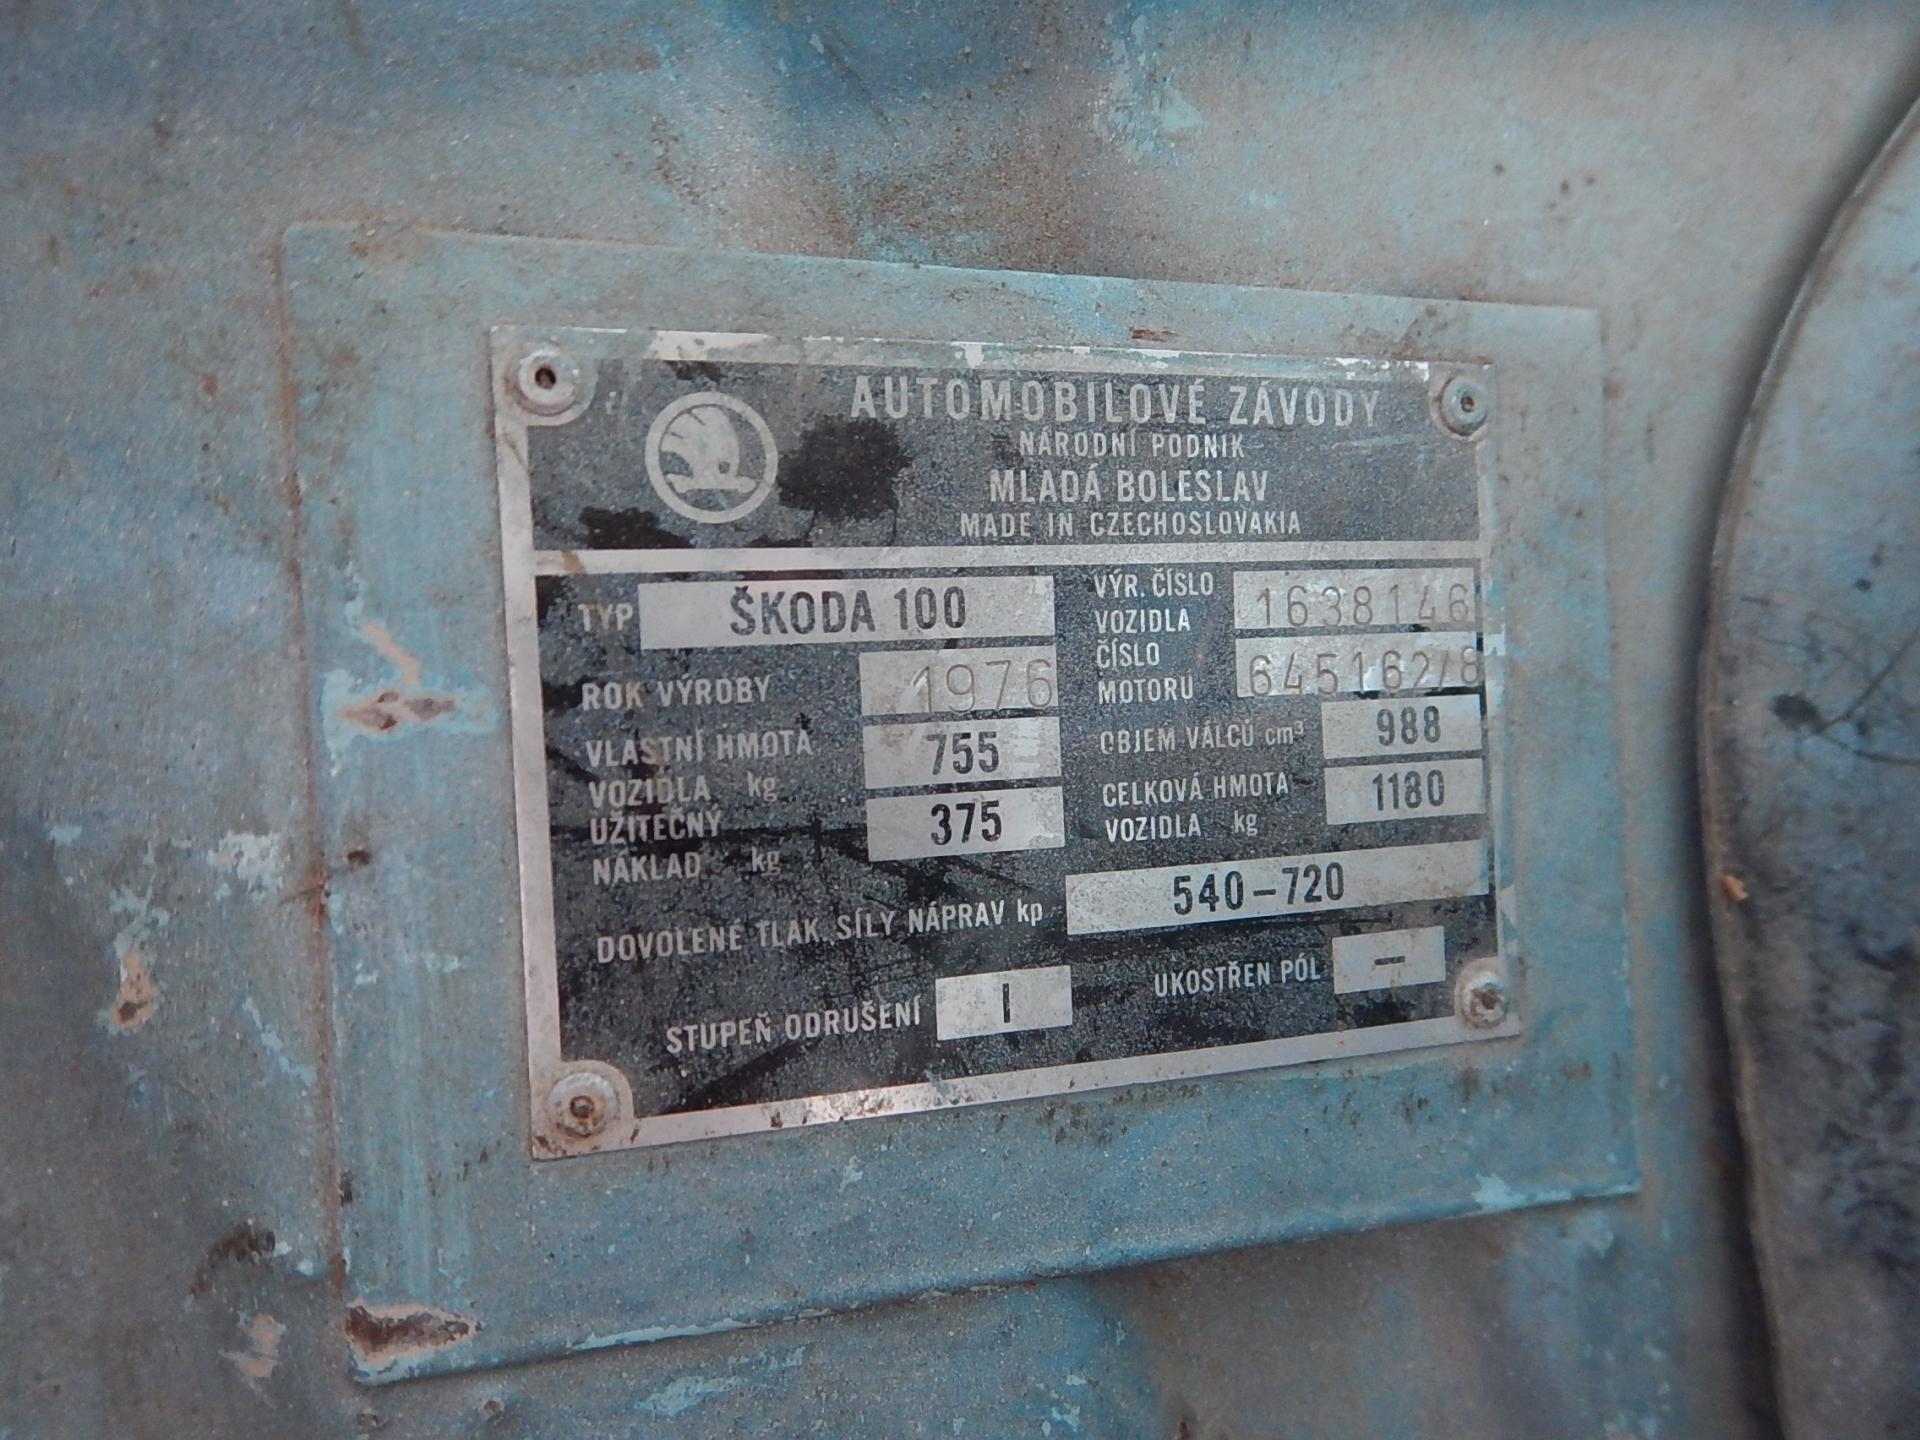 AUTOMOBILOVÉ ZÁVODY
NÁRODNÍ PODNIK
MLADÁ BOLESLAV
MADE IN CZECHOSLOVAKIA
TYP ŠKODA 100
VÝR. ČÍSLO
VOZIDLA 1638146
ROK VÝROBY 1976
ČÍSLO
MOTORU 645162/8
VLASTNÍ HMOTA
VOZIDLA kg 755
OBJEM VÁLCŮ cm³ 988
UŽITEČNÝ
NÁKLAD kg 375
CELKOVÁ HMOTA
VOZIDLA kg 1180
DOVOLENÉ TLAK. SÍLY NÁPRAV kp 540-720
STUPEŇ ODRUŠENÍ I
UKOSTŘEN PÓL –